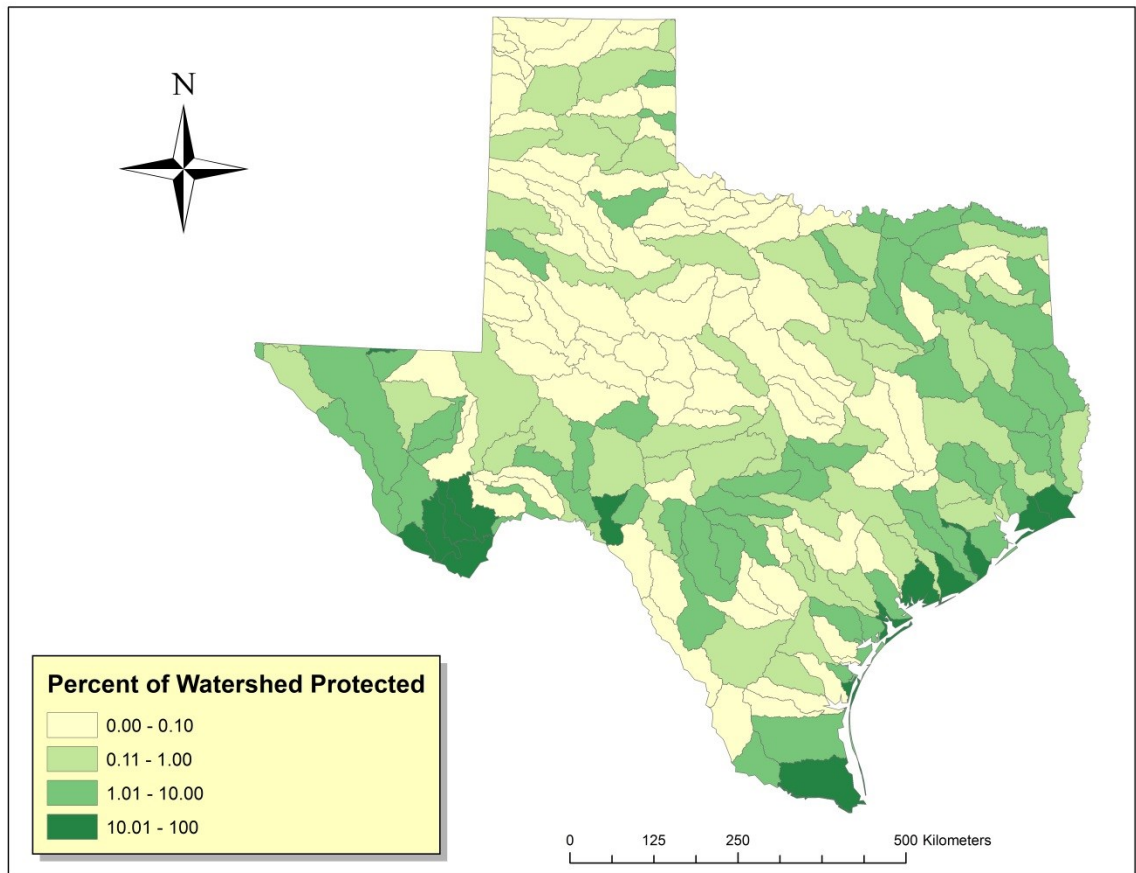 N
Percent of Watershed Protected
0.00 - 0.10
0.11 - 1.00
1.01 - 10.00
10.01 - 100
0 125 250 500 Kilometers